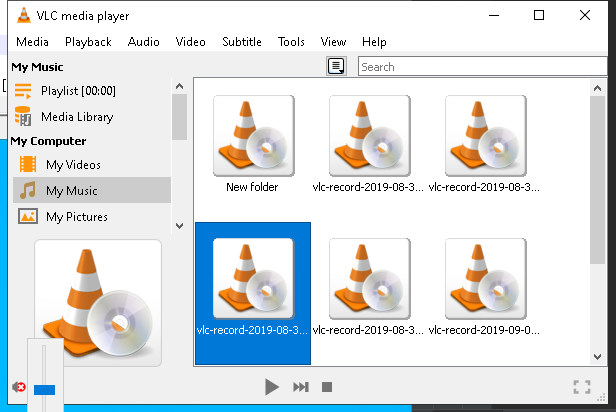 VLC media player
Media Playback Audio Video Subtitle Tools View Help
My Music
Search
Playlist [00:00]
Media Library
My Computer
My Videos
My Music
My Pictures
New folder
vlc-record-2019-08-3...
vlc-record-2019-08-3...
vlc-record-2019-08-3...
vlc-record-2019-08-3...
vlc-record-2019-09-0...